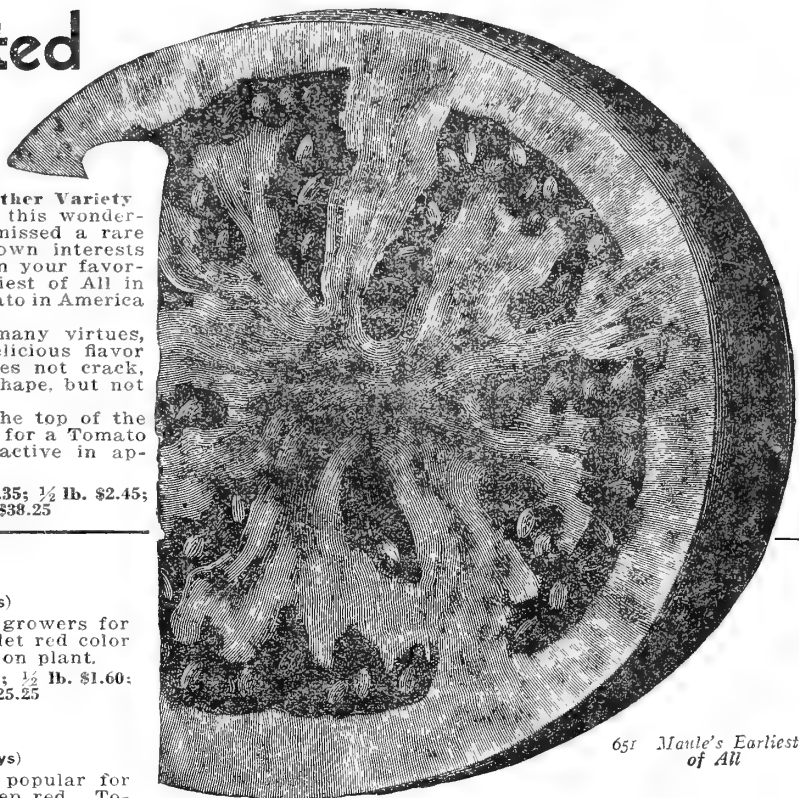 ted
ther Variety
this wonder-
missed a rare
own interests
n your favor-
iest of All in
ato in America
many virtues,
elicious flavor
es not crack,
hape, but not
he top of the
for a Tomato
active in ap-
.35; ½ lb. $2.45;
$38.25
s)
growers for
let red color
on plant.
; ½ lb. $1.60:
25.25
ys)
popular for
ep red. To-
651 Maule's Earliest
of All